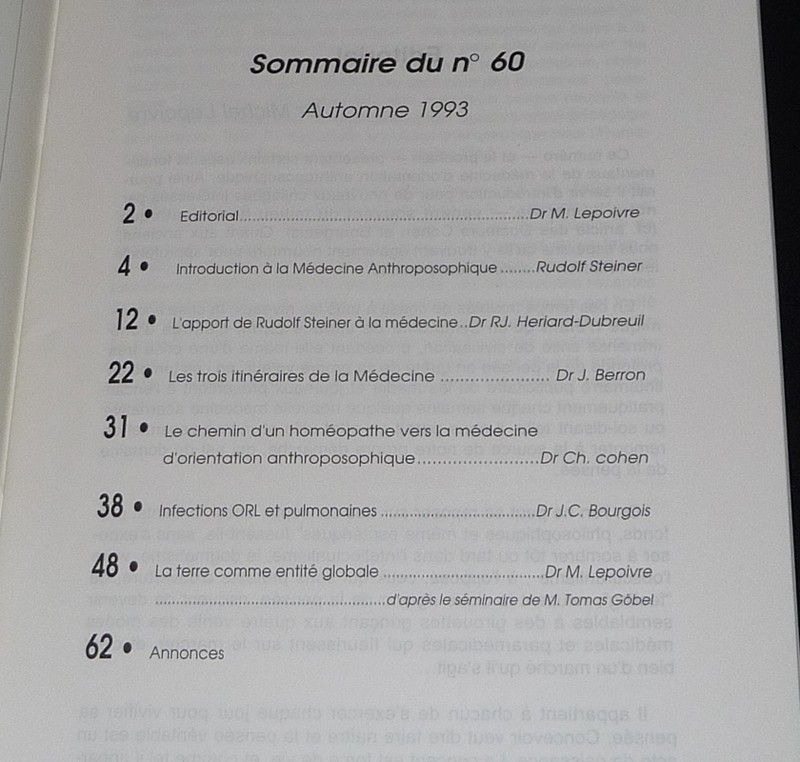 Sommaire du n° 60
Automne 1993
2 • Editorial..........................................................Dr M. Lepoivre
4 • Introduction à la Médecine Anthroposophique ........Rudolf Steiner
12 • L'apport de Rudolf Steiner à la médecine..Dr RJ. Heriard-Dubreuil
22 • Les trois itinéraires de la Médecine ...................... Dr J. Berron
31 • Le chemin d'un homéopathe vers la médecine
d'orientation anthroposophique.........................Dr Ch. cohen
38 • Infections ORL et pulmonaines ................................Dr J.C. Bourgois
48 • La terre comme entité globale .................................Dr M. Lepoivre
................................................d'après le séminaire de M. Tomas Göbel
62 • Annonces